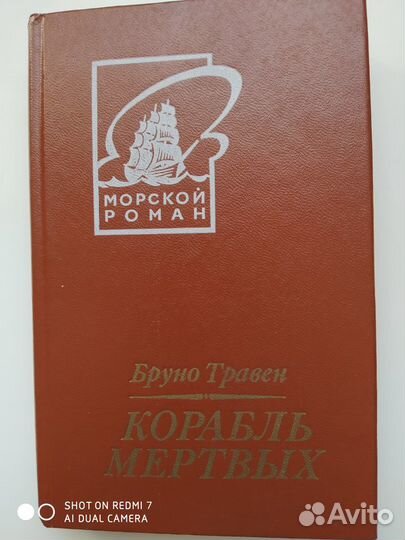 МОРСКОЙ
РОМАН
Бруно Травен
КОРАБЛЬ
МЕРТВЫХ
SHOT ON REDMI 7
AI DUAL CAMERA
Avito